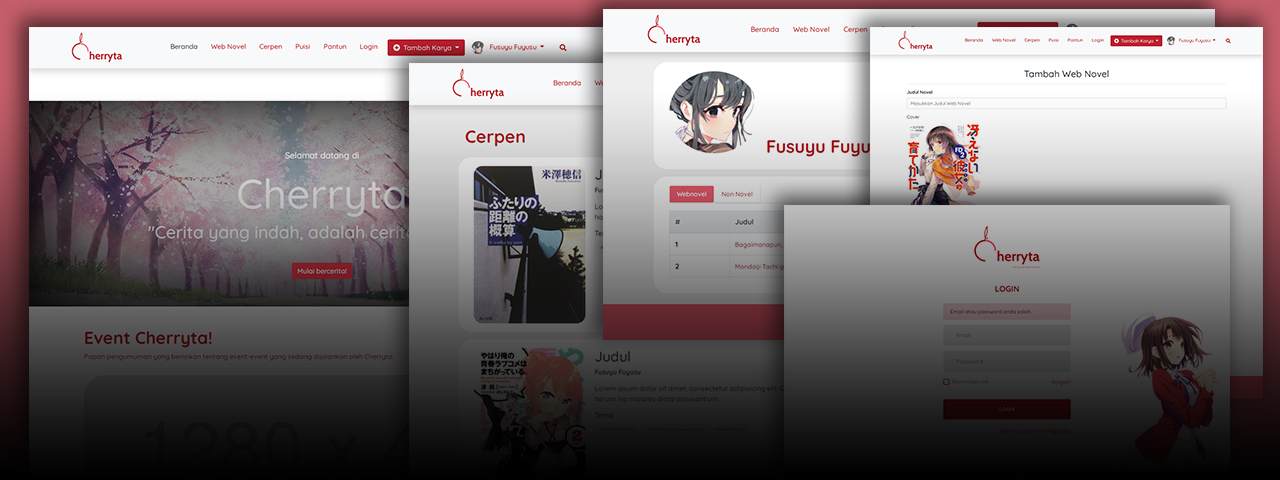 herryta
Beranda Web Novel Cerpen Puisi Pantun Login Tambah Karya Fusuyu Fuyusu
Selamat datang di
Cherryta
"Cerita yang indah, adalah cerita
Mulai bercerita!
Event Cherryta!
Papan pengumuman yang berisikan tentang event-event yang sedang dijalankan oleh Cherryta
1280 x 4
herryta
Beranda
Cerpen
米澤穂信
ふたりの
距離の
概算
やはり俺の
青春ラブコメは
まちがっている。
2
Judul
Fusuyu Fuyusu
Lorem ipsum dolor sit amet, consectetur adipisicing elit.
harum hic maiores dicta accusantium.
Tema:
herryta
Beranda Web Novel Cerpen
Fusuyu Fuyu
Webnovel Non Novel
# Judul
1 Bagaimanapun,
2 Mondaiji Tachi g
herryta
Beranda Web Novel Cerpen Puisi Pantun Login Tambah Karya Fusuyu Fuyusu
Tambah Web Novel
Judul Novel
Masukkan Judul Web Novel
Cover
冴えない
彼女の
育てかた
FD2
herryta
LOGIN
Email atau password anda salah.
Email
Password
Remember me
Forgot?
LOGIN